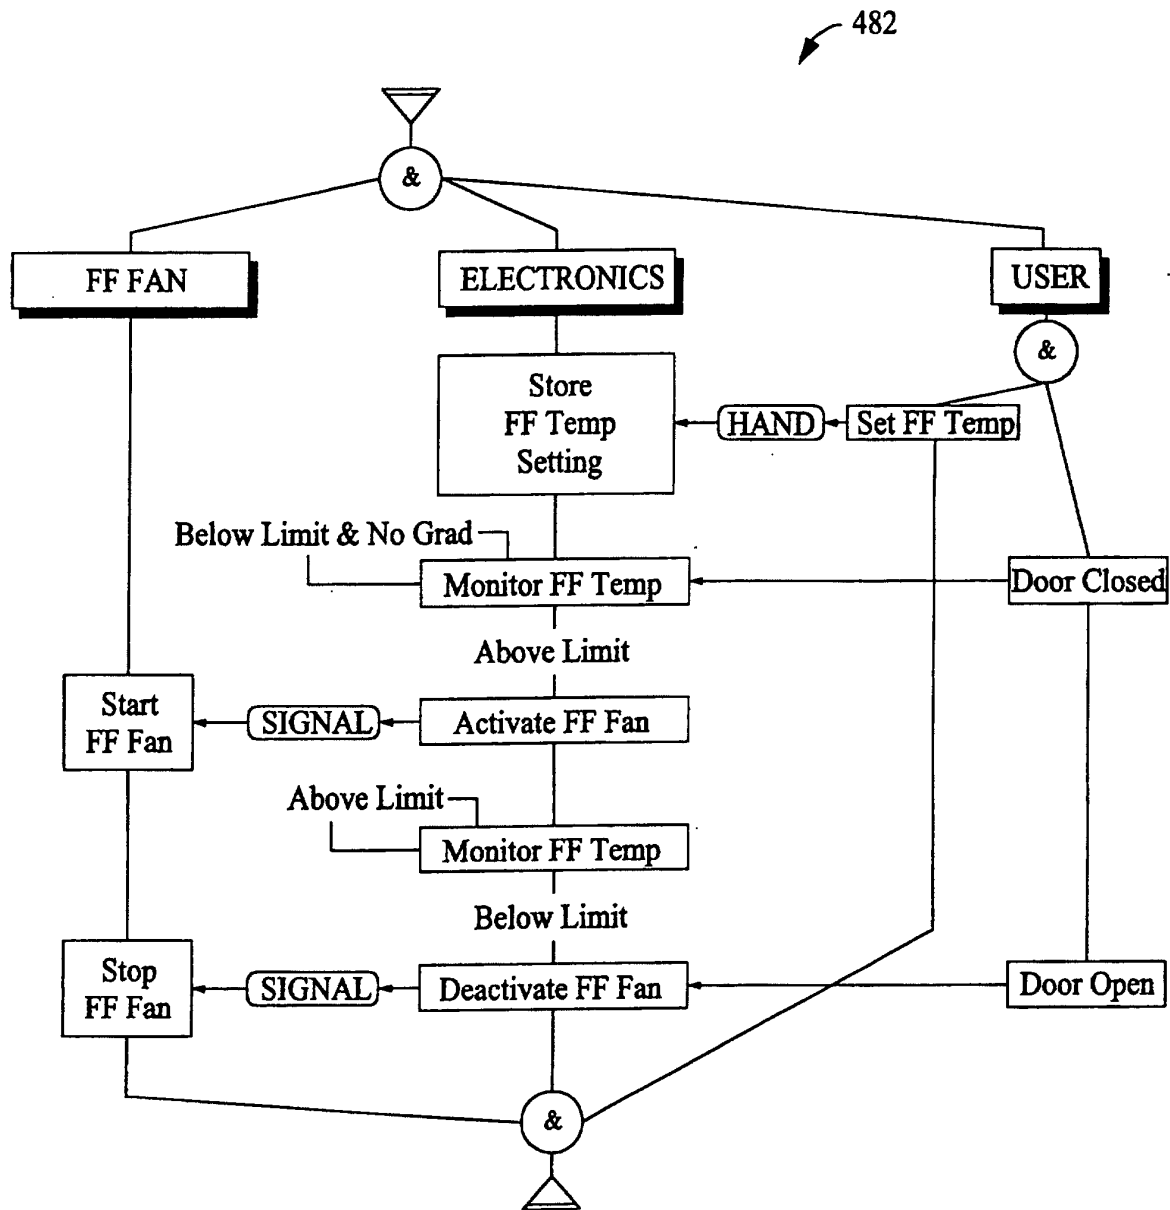 482
&
FF FAN
ELECTRONICS
USER
&
Store
FF Temp
Setting
HAND
Set FF Temp
Below Limit & No Grad
Monitor FF Temp
Door Closed
Above Limit
Start
FF Fan
SIGNAL
Activate FF Fan
Above Limit
Monitor FF Temp
Below Limit
Stop
FF Fan
SIGNAL
Deactivate FF Fan
Door Open
&